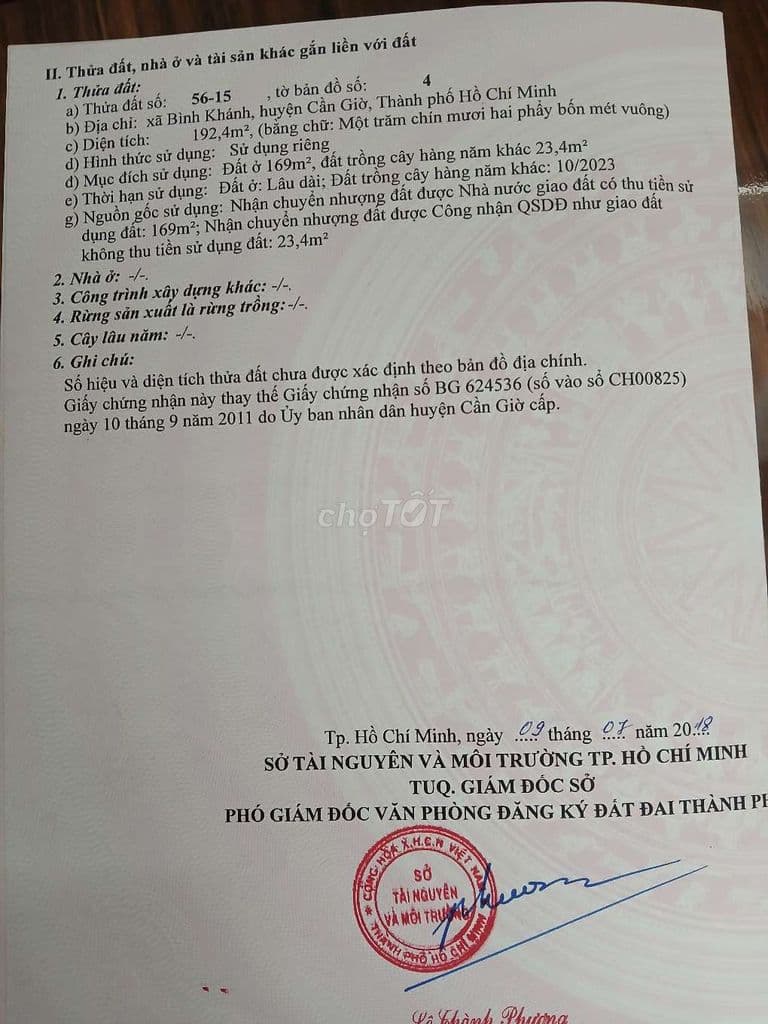 II. Thửa đất, nhà ở và tài sản khác gắn liền với đất
1. Thửa đất:
a) Thửa đất số: 56-15 , tờ bản đồ số: 4
b) Địa chỉ: xã Bình Khánh, huyện Cần Giờ, Thành phố Hồ Chí Minh
c) Diện tích: 192,4m², (bằng chữ: Một trăm chín mươi hai phẩy bốn mét vuông)
d) Hình thức sử dụng: Sử dụng riêng
đ) Mục đích sử dụng: Đất ở 169m², đất trồng cây hàng năm khác 23,4m²
e) Thời hạn sử dụng: Đất ở: Lâu dài; Đất trồng cây hàng năm khác: 10/2023
g) Nguồn gốc sử dụng: Nhận chuyển nhượng đất được Nhà nước giao đất có thu tiền sử
dụng đất: 169m²; Nhận chuyển nhượng đất được Công nhận QSDĐ như giao đất
không thu tiền sử dụng đất: 23,4m²
2. Nhà ở: -/-.
3. Công trình xây dựng khác: -/-.
4. Rừng sản xuất là rừng trồng: -/-.
5. Cây lâu năm: -/-.
6. Ghi chú:
Số hiệu và diện tích thửa đất chưa được xác định theo bản đồ địa chính.
Giấy chứng nhận này thay thế Giấy chứng nhận số BG 624536 (số vào sổ CH00825)
ngày 10 tháng 9 năm 2011 do Ủy ban nhân dân huyện Cần Giờ cấp.
chợTỐT
Tp. Hồ Chí Minh, ngày 09 tháng 07 năm 2018
SỞ TÀI NGUYÊN VÀ MÔI TRƯỜNG TP. HỒ CHÍ MINH
TUQ. GIÁM ĐỐC SỞ
PHÓ GIÁM ĐỐC VĂN PHÒNG ĐĂNG KÝ ĐẤT ĐAI THÀNH PH
CỘNG HÒA X.H.C.N VIỆT NAM
SỞ
TÀI NGUYÊN
VÀ MÔI TRƯỜNG
THÀNH PHỐ HỒ CHÍ MINH
Lê Thành Phương